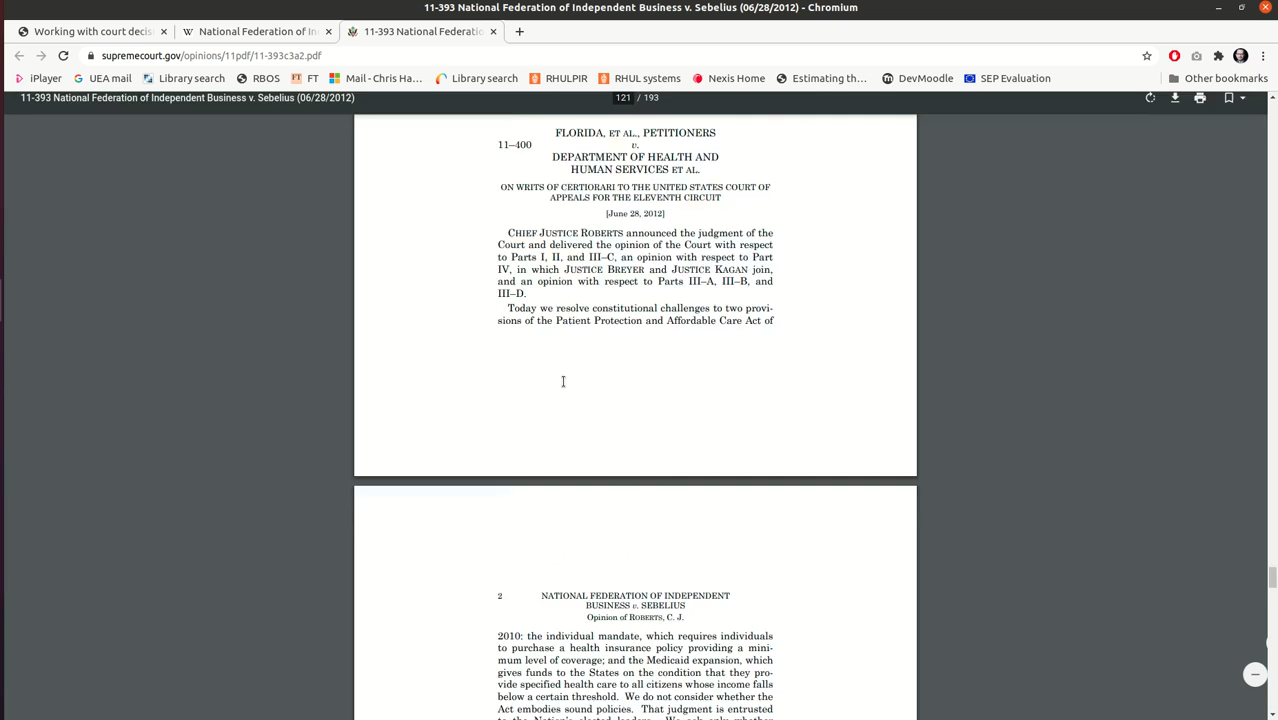 11-393 National Federation of Independent Business v. Sebelius (06/28/2012) - Chromium
Working with court decis
National Federation of In
11-393 National Federatio
supremecourt.gov/opinions/11pdf/11-393c3a2.pdf
iPlayer
UEA mail
Library search
RBOS
FT FT
Mail - Chris Ha...
Library search
RHULPIR
RHUL systems
Nexis Home
Estimating th...
DevMoodle
SEP Evaluation
Other bookmarks
11-393 National Federation of Independent Business v. Sebelius (06/28/2012)
121 / 193
FLORIDA, ET AL., PETITIONERS
11–400 v.
DEPARTMENT OF HEALTH AND
HUMAN SERVICES ET AL.
ON WRITS OF CERTIORARI TO THE UNITED STATES COURT OF
APPEALS FOR THE ELEVENTH CIRCUIT
[June 28, 2012]
CHIEF JUSTICE ROBERTS announced the judgment of the
Court and delivered the opinion of the Court with respect
to Parts I, II, and III–C, an opinion with respect to Part
IV, in which JUSTICE BREYER and JUSTICE KAGAN join,
and an opinion with respect to Parts III–A, III–B, and
III–D.
Today we resolve constitutional challenges to two provi-
sions of the Patient Protection and Affordable Care Act of
2 NATIONAL FEDERATION OF INDEPENDENT
BUSINESS v. SEBELIUS
Opinion of ROBERTS, C. J.
2010: the individual mandate, which requires individuals
to purchase a health insurance policy providing a mini-
mum level of coverage; and the Medicaid expansion, which
gives funds to the States on the condition that they pro-
vide specified health care to all citizens whose income falls
below a certain threshold. We do not consider whether the
Act embodies sound policies. That judgment is entrusted
to the Nation's elected leaders. We ask only whether